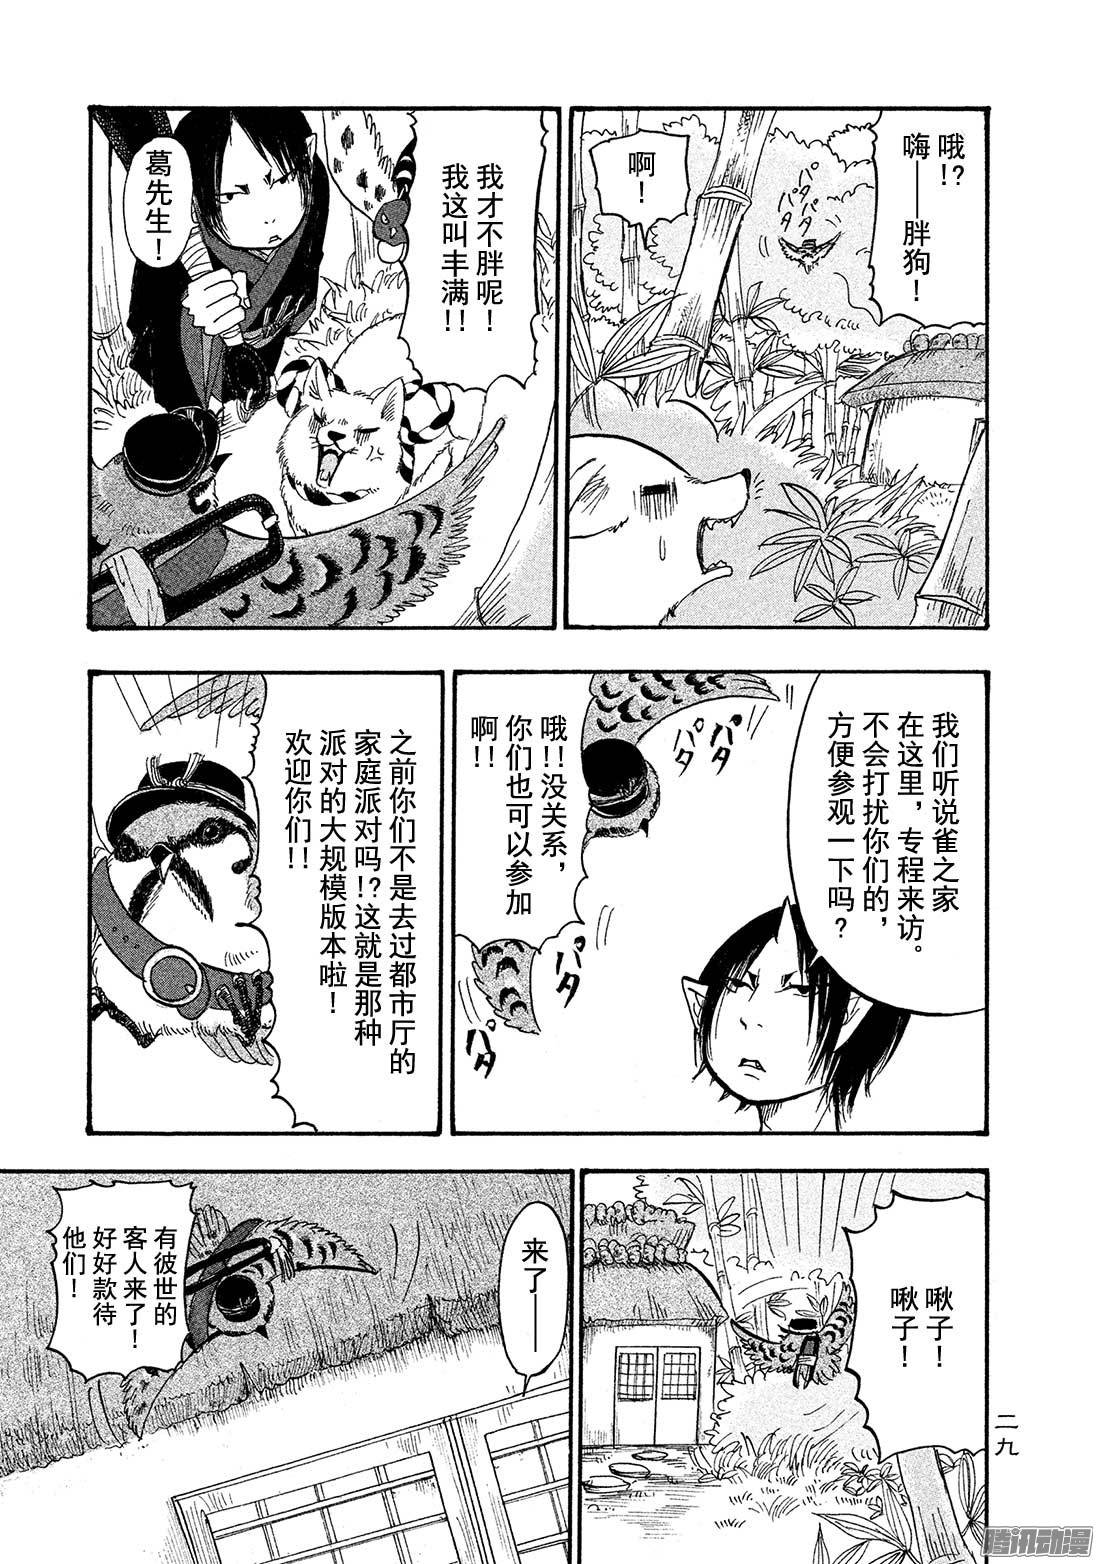 哦!?
嗨——胖狗！
啊！
パタ
パタ
我才不胖呢！
我这叫丰满!!
葛先生！
我们听说雀之家
在这里，专程来访。
不会打扰你们的，
方便参观一下吗？
パタ
パタ
哦!!没关系，
你们也可以参加
啊!!
パタ
之前你们不是去过都市厅的
家庭派对吗!?这就是那种
派对的大规模版本啦！
欢迎你们!!
啾子！
啾子！
来了——
有彼世的
客人来了！
好好款待
他们！
二九
腾讯动漫